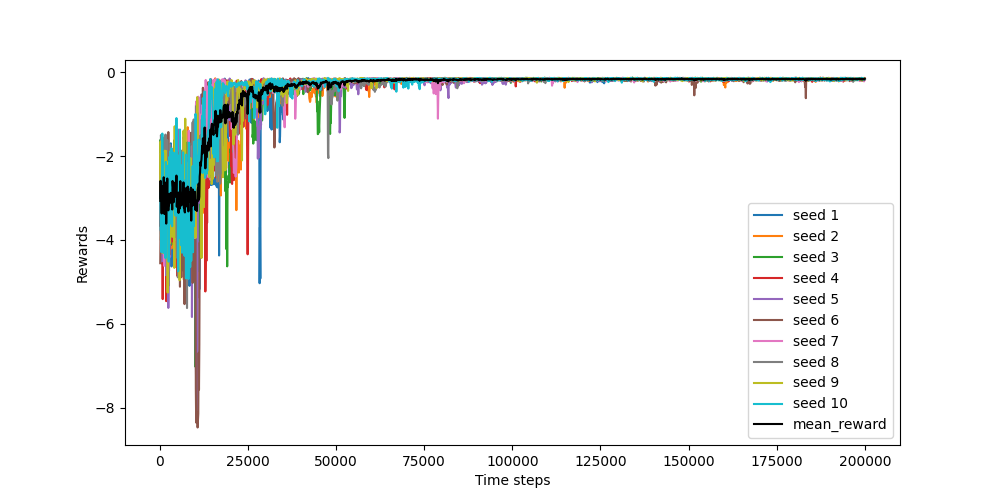 0
−2
−4
−6
−8
Rewards
0
25000
50000
75000
100000
125000
150000
175000
200000
Time steps
seed 1
seed 2
seed 3
seed 4
seed 5
seed 6
seed 7
seed 8
seed 9
seed 10
mean_reward